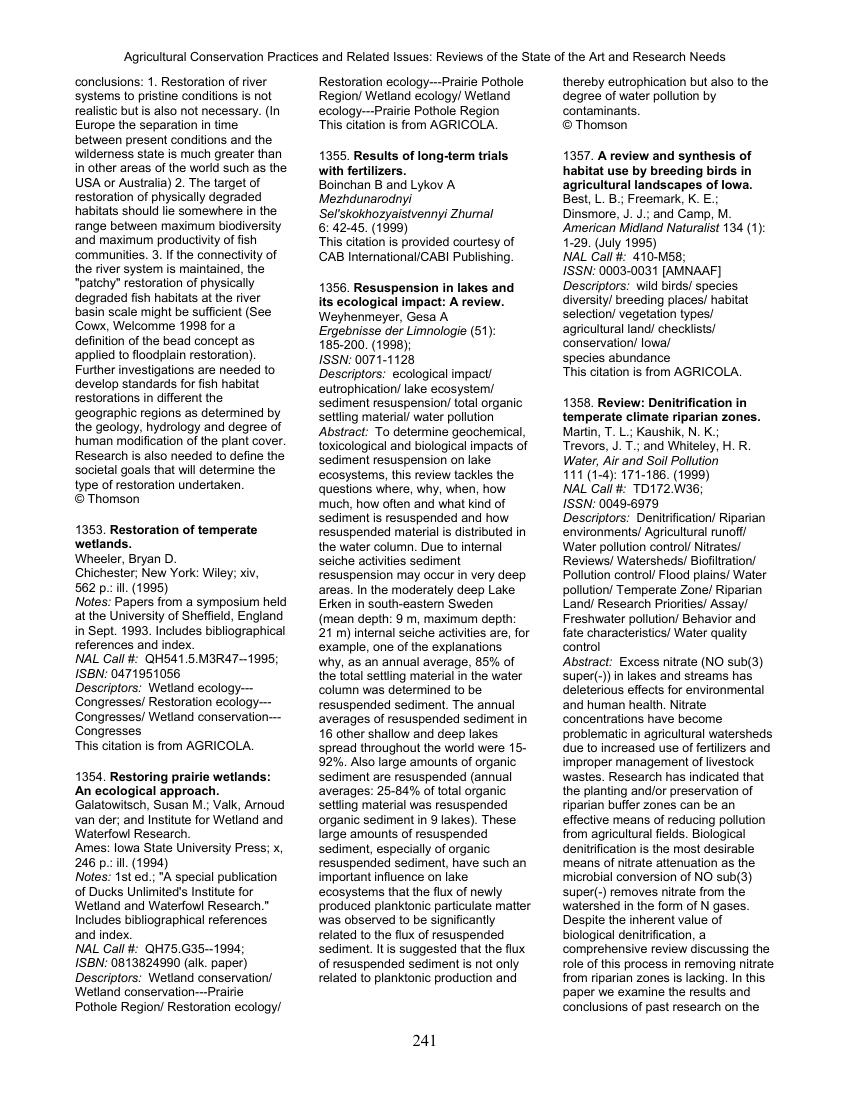 Agricultural Conservation Practices and Related Issues: Reviews of the State of the Art and Research Needs
conclusions: 1. Restoration of river
systems to pristine conditions is not
realistic but is also not necessary. (In
Europe the separation in time
between present conditions and the
wilderness state is much greater than
in other areas of the world such as the
USA or Australia) 2. The target of
restoration of physically degraded
habitats should lie somewhere in the
range between maximum biodiversity
and maximum productivity of fish
communities. 3. If the connectivity of
the river system is maintained, the
"patchy" restoration of physically
degraded fish habitats at the river
basin scale might be sufficient (See
Cowx, Welcomme 1998 for a
definition of the bead concept as
applied to floodplain restoration).
Further investigations are needed to
develop standards for fish habitat
restorations in different the
geographic regions as determined by
the geology, hydrology and degree of
human modification of the plant cover.
Research is also needed to define the
societal goals that will determine the
type of restoration undertaken.
© Thomson
1353. Restoration of temperate
wetlands.
Wheeler, Bryan D.
Chichester; New York: Wiley; xiv,
562 p.: ill. (1995)
Notes: Papers from a symposium held
at the University of Sheffield, England
in Sept. 1993. Includes bibliographical
references and index.
NAL Call #: QH541.5.M3R47--1995;
ISBN: 0471951056
Descriptors: Wetland ecology---
Congresses/ Restoration ecology---
Congresses/ Wetland conservation---
Congresses
This citation is from AGRICOLA.
1354. Restoring prairie wetlands:
An ecological approach.
Galatowitsch, Susan M.; Valk, Arnoud
van der; and Institute for Wetland and
Waterfowl Research.
Ames: Iowa State University Press; x,
246 p.: ill. (1994)
Notes: 1st ed.; "A special publication
of Ducks Unlimited's Institute for
Wetland and Waterfowl Research."
Includes bibliographical references
and index.
NAL Call #: QH75.G35--1994;
ISBN: 0813824990 (alk. paper)
Descriptors: Wetland conservation/
Wetland conservation---Prairie
Pothole Region/ Restoration ecology/
Restoration ecology---Prairie Pothole
Region/ Wetland ecology/ Wetland
ecology---Prairie Pothole Region
This citation is from AGRICOLA.
1355. Results of long-term trials
with fertilizers.
Boinchan B and Lykov A
Mezhdunarodnyi
Sel'skokhozyaistvennyi Zhurnal
6: 42-45. (1999)
This citation is provided courtesy of
CAB International/CABI Publishing.
1356. Resuspension in lakes and
its ecological impact: A review.
Weyhenmeyer, Gesa A
Ergebnisse der Limnologie (51):
185-200. (1998);
ISSN: 0071-1128
Descriptors: ecological impact/
eutrophication/ lake ecosystem/
sediment resuspension/ total organic
settling material/ water pollution
Abstract: To determine geochemical,
toxicological and biological impacts of
sediment resuspension on lake
ecosystems, this review tackles the
questions where, why, when, how
much, how often and what kind of
sediment is resuspended and how
resuspended material is distributed in
the water column. Due to internal
seiche activities sediment
resuspension may occur in very deep
areas. In the moderately deep Lake
Erken in south-eastern Sweden
(mean depth: 9 m, maximum depth:
21 m) internal seiche activities are, for
example, one of the explanations
why, as an annual average, 85% of
the total settling material in the water
column was determined to be
resuspended sediment. The annual
averages of resuspended sediment in
16 other shallow and deep lakes
spread throughout the world were 15-
92%. Also large amounts of organic
sediment are resuspended (annual
averages: 25-84% of total organic
settling material was resuspended
organic sediment in 9 lakes). These
large amounts of resuspended
sediment, especially of organic
resuspended sediment, have such an
important influence on lake
ecosystems that the flux of newly
produced planktonic particulate matter
was observed to be significantly
related to the flux of resuspended
sediment. It is suggested that the flux
of resuspended sediment is not only
related to planktonic production and
thereby eutrophication but also to the
degree of water pollution by
contaminants.
© Thomson
1357. A review and synthesis of
habitat use by breeding birds in
agricultural landscapes of Iowa.
Best, L. B.; Freemark, K. E.;
Dinsmore, J. J.; and Camp, M.
American Midland Naturalist 134 (1):
1-29. (July 1995)
NAL Call #: 410-M58;
ISSN: 0003-0031 [AMNAAF]
Descriptors: wild birds/ species
diversity/ breeding places/ habitat
selection/ vegetation types/
agricultural land/ checklists/
conservation/ Iowa/
species abundance
This citation is from AGRICOLA.
1358. Review: Denitrification in
temperate climate riparian zones.
Martin, T. L.; Kaushik, N. K.;
Trevors, J. T.; and Whiteley, H. R.
Water, Air and Soil Pollution
111 (1-4): 171-186. (1999)
NAL Call #: TD172.W36;
ISSN: 0049-6979
Descriptors: Denitrification/ Riparian
environments/ Agricultural runoff/
Water pollution control/ Nitrates/
Reviews/ Watersheds/ Biofiltration/
Pollution control/ Flood plains/ Water
pollution/ Temperate Zone/ Riparian
Land/ Research Priorities/ Assay/
Freshwater pollution/ Behavior and
fate characteristics/ Water quality
control
Abstract: Excess nitrate (NO sub(3)
super(-)) in lakes and streams has
deleterious effects for environmental
and human health. Nitrate
concentrations have become
problematic in agricultural watersheds
due to increased use of fertilizers and
improper management of livestock
wastes. Research has indicated that
the planting and/or preservation of
riparian buffer zones can be an
effective means of reducing pollution
from agricultural fields. Biological
denitrification is the most desirable
means of nitrate attenuation as the
microbial conversion of NO sub(3)
super(-) removes nitrate from the
watershed in the form of N gases.
Despite the inherent value of
biological denitrification, a
comprehensive review discussing the
role of this process in removing nitrate
from riparian zones is lacking. In this
paper we examine the results and
conclusions of past research on the
241